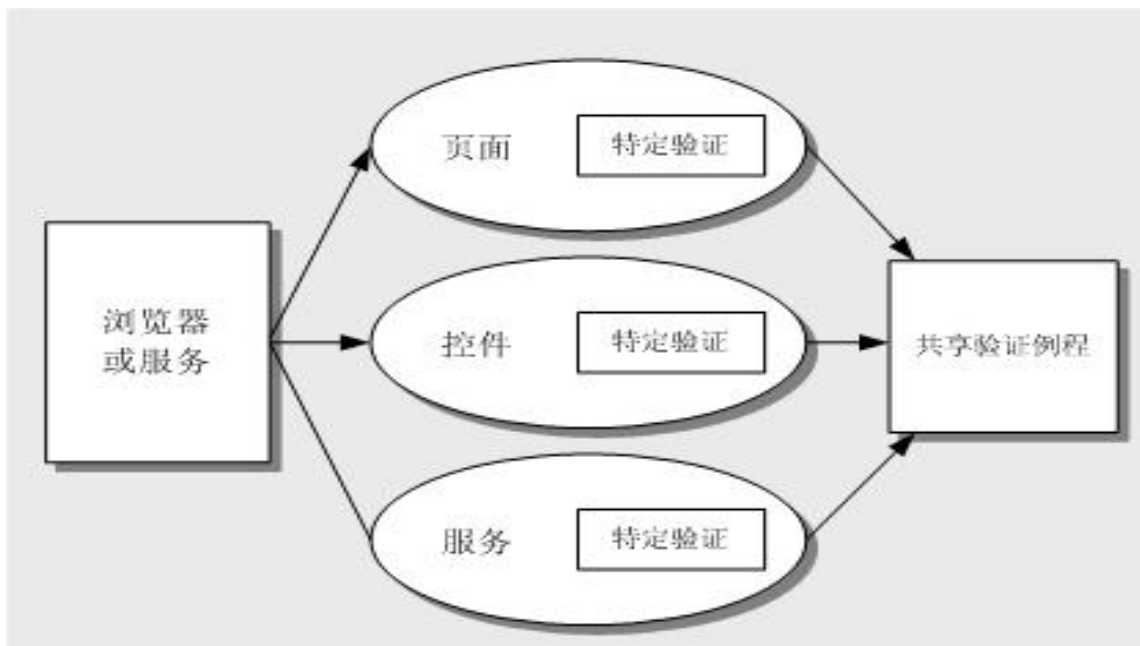 浏览器
或服务
页面
特定验证
控件
特定验证
服务
特定验证
共享验证例程